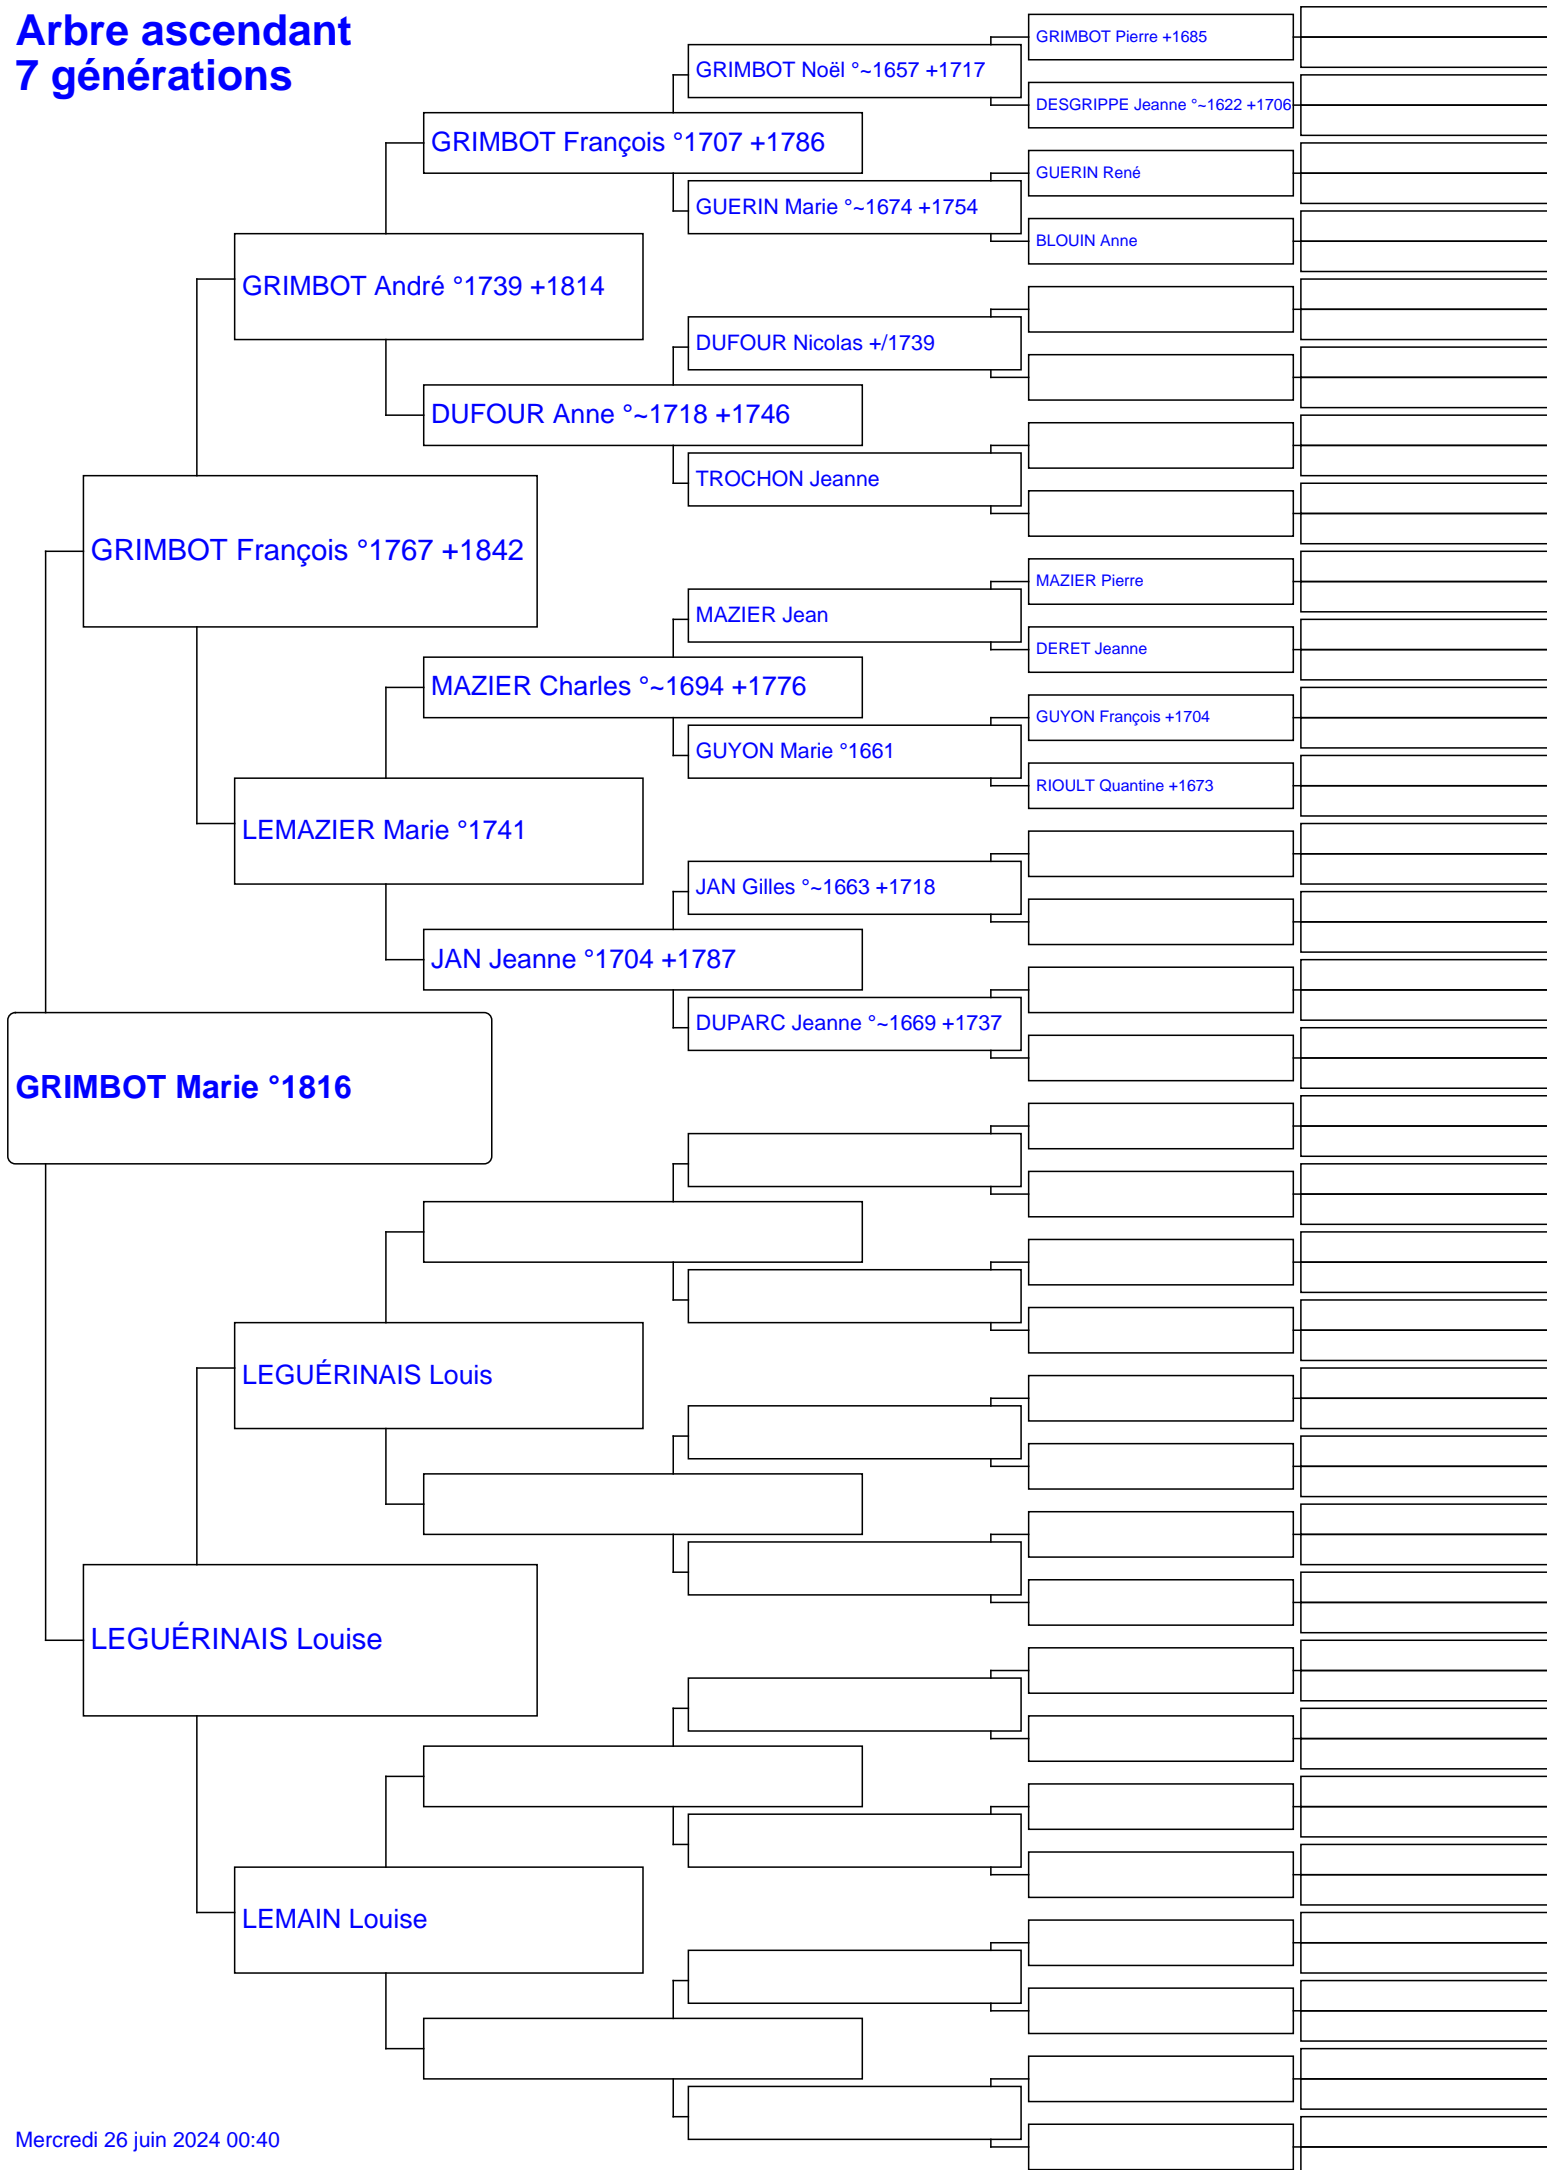 Arbre ascendant
7 générations
GRIMBOT Pierre +1685
GRIMBOT Noël °~1657 +1717
DESGRIPPE Jeanne °~1622 +1706
GRIMBOT François °1707 +1786
GUERIN René
GUERIN Marie °~1674 +1754
BLOUIN Anne
GRIMBOT André °1739 +1814
DUFOUR Nicolas +/1739
DUFOUR Anne °~1718 +1746
TROCHON Jeanne
GRIMBOT François °1767 +1842
MAZIER Pierre
MAZIER Jean
DERET Jeanne
MAZIER Charles °~1694 +1776
GUYON François +1704
GUYON Marie °1661
RIOULT Quantine +1673
LEMAZIER Marie °1741
JAN Gilles °~1663 +1718
JAN Jeanne °1704 +1787
DUPARC Jeanne °~1669 +1737
GRIMBOT Marie °1816
LEGUÉRINAIS Louis
LEGUÉRINAIS Louise
LEMAIN Louise
Mercredi 26 juin 2024 00:40